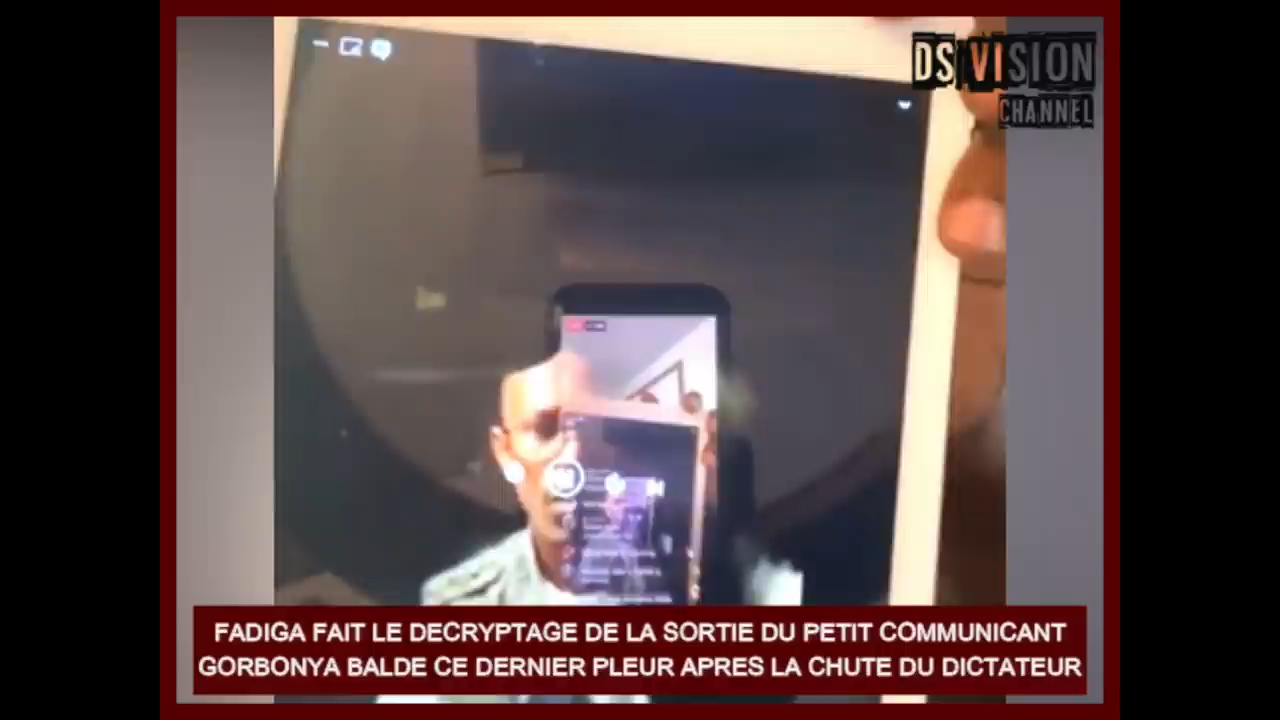 DS VISION
CHANNEL
FADIGA FAIT LE DECRYPTAGE DE LA SORTIE DU PETIT COMMUNICANT
GORBONYA BALDE CE DERNIER PLEUR APRES LA CHUTE DU DICTATEUR